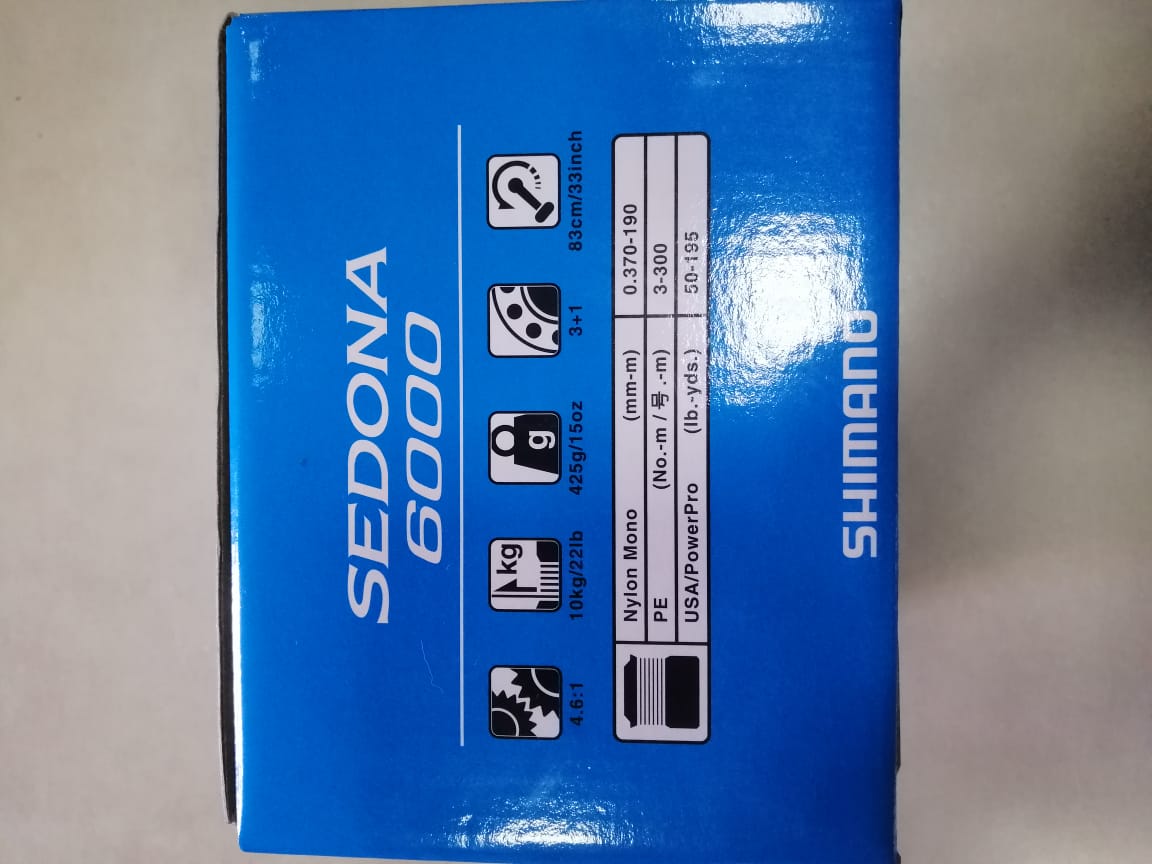 SEDONA
6000
kg
g
4.6:1 10kg/22lb 425g/15oz 3+1 83cm/33inch
Nylon Mono (mm-m) 0.370-190
PE (No.-m / 号.-m) 3-300
USA/PowerPro (lb.-yds.) 50-195
SHIMANO